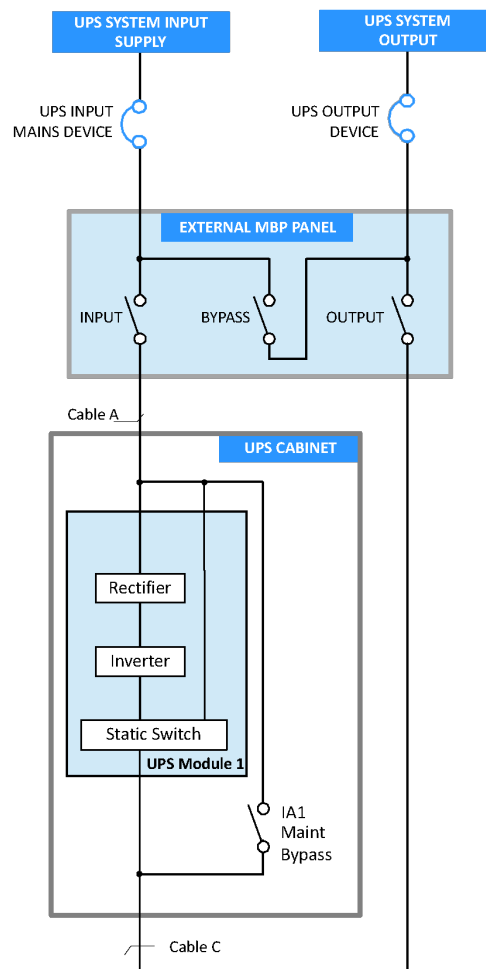 UPS SYSTEM INPUT
SUPPLY
UPS SYSTEM
OUTPUT
UPS INPUT
MAINS DEVICE
UPS OUTPUT
DEVICE
EXTERNAL MBP PANEL
INPUT
BYPASS
OUTPUT
Cable A
UPS CABINET
Rectifier
Inverter
Static Switch
UPS Module 1
IA1
Maint
Bypass
Cable C